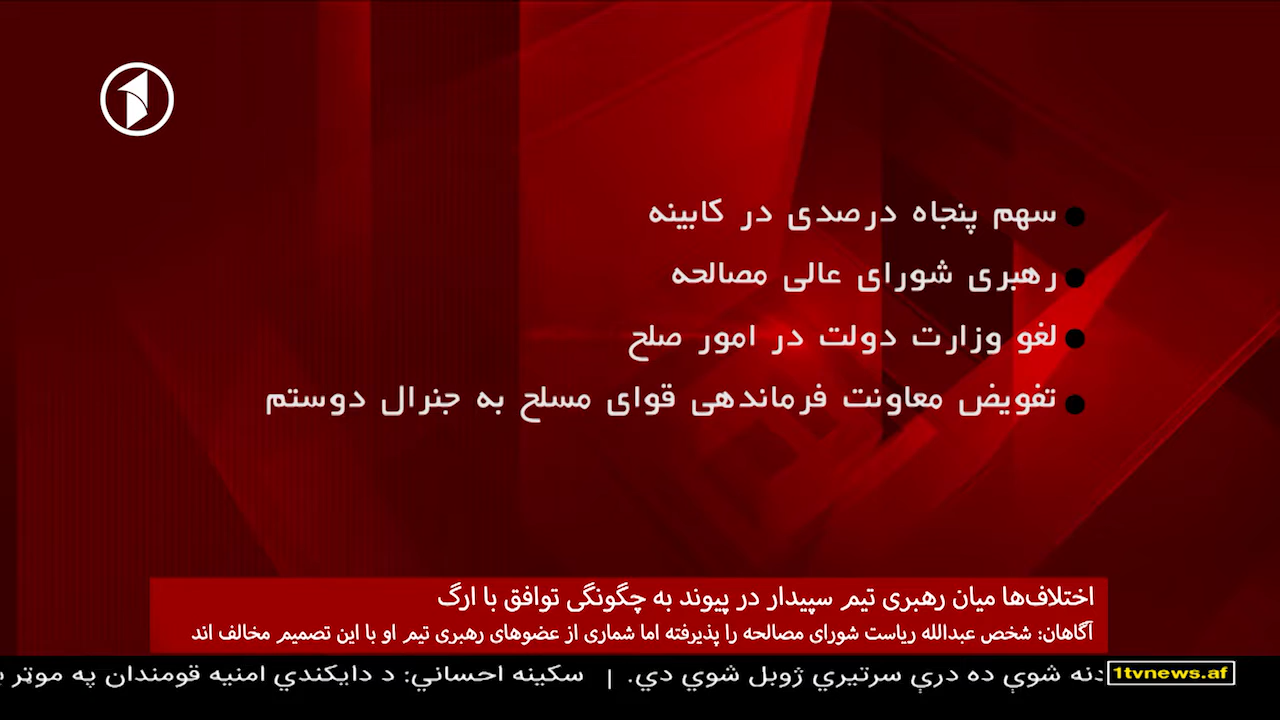 سهم پنجاه درصدی در کابینه
رهبری شورای عالی مصالحه
لغو وزارت دولت در امور صلح
تفویض معاونت فرماندهی قوای مسلح به جنرال دوستم
اختلاف‌ها میان رهبری تیم سپیدار در پیوند به چگونگی توافق با ارگ
آگاهان: شخص عبدالله ریاست شورای مصالحه را پذیرفته اما شماری از عضوهای رهبری تیم او با این تصمیم مخالف اند
1tvnews.af
شوې ده درې سرتیري ژوبل شوي دي. | سکینه احساني: د دایکندي امنیه قومندان په موټر